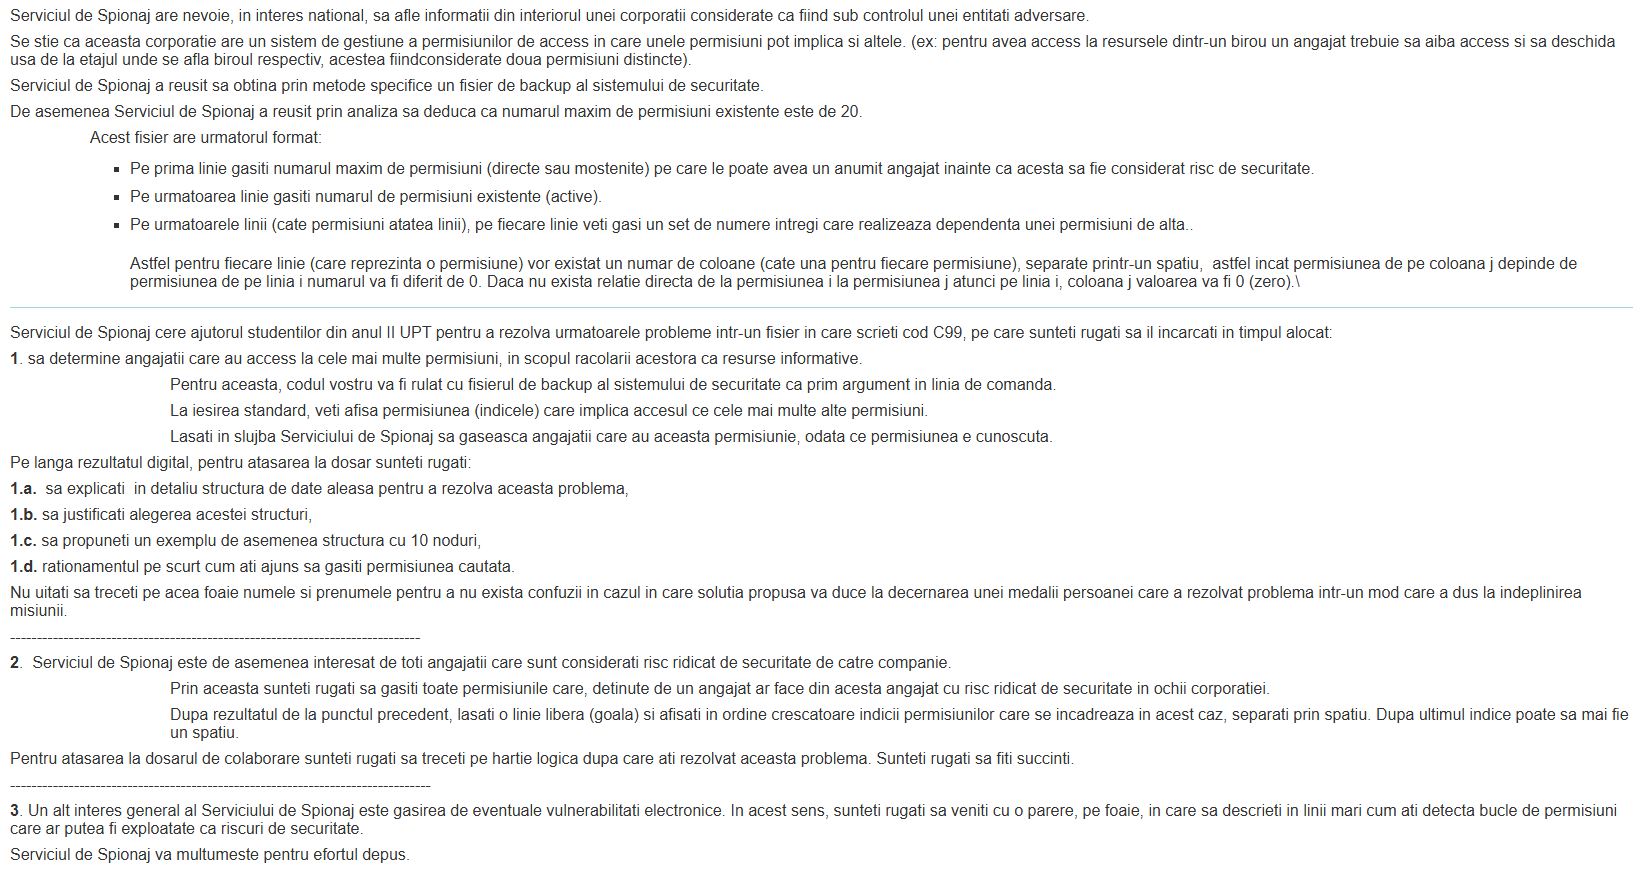 Serviciul de Spionaj are nevoie, in interes national, sa afle informatii din interiorul unei corporatii considerate ca fiind sub controlul unei entitati adversare.
Se stie ca aceasta corporatie are un sistem de gestiune a permisiunilor de access in care unele permisiuni pot implica si altele. (ex: pentru avea access la resursele dintr-un birou un angajat trebuie sa aiba access si sa deschida
usa de la etajul unde se afla biroul respectiv, acestea fiindconsiderate doua permisiuni distincte).
Serviciul de Spionaj a reusit sa obtina prin metode specifice un fisier de backup al sistemului de securitate.
De asemenea Serviciul de Spionaj a reusit prin analiza sa deduca ca numarul maxim de permisiuni existente este de 20.
Acest fisier are urmatorul format:
▪ Pe prima linie gasiti numarul maxim de permisiuni (directe sau mostenite) pe care le poate avea un anumit angajat inainte ca acesta sa fie considerat risc de securitate.
▪ Pe urmatoarea linie gasiti numarul de permisiuni existente (active).
▪ Pe urmatoarele linii (cate permisiuni atatea linii), pe fiecare linie veti gasi un set de numere intregi care realizeaza dependenta unei permisiuni de alta..
Astfel pentru fiecare linie (care reprezinta o permisiune) vor existat un numar de coloane (cate una pentru fiecare permisiune), separate printr-un spatiu, astfel incat permisiunea de pe coloana j depinde de
permisiunea de pe linia i numarul va fi diferit de 0. Daca nu exista relatie directa de la permisiunea i la permisiunea j atunci pe linia i, coloana j valoarea va fi 0 (zero).\
Serviciul de Spionaj cere ajutorul studentilor din anul II UPT pentru a rezolva urmatoarele probleme intr-un fisier in care scrieti cod C99, pe care sunteti rugati sa il incarcati in timpul alocat:
1. sa determine angajatii care au access la cele mai multe permisiuni, in scopul racolarii acestora ca resurse informative.
Pentru aceasta, codul vostru va fi rulat cu fisierul de backup al sistemului de securitate ca prim argument in linia de comanda.
La iesirea standard, veti afisa permisiunea (indicele) care implica accesul ce cele mai multe alte permisiuni.
Lasati in slujba Serviciului de Spionaj sa gaseasca angajatii care au aceasta permisiunie, odata ce permisiunea e cunoscuta.
Pe langa rezultatul digital, pentru atasarea la dosar sunteti rugati:
1.a. sa explicati in detaliu structura de date aleasa pentru a rezolva aceasta problema,
1.b. sa justificati alegerea acestei structuri,
1.c. sa propuneti un exemplu de asemenea structura cu 10 noduri,
1.d. rationamentul pe scurt cum ati ajuns sa gasiti permisiunea cautata.
Nu uitati sa treceti pe acea foaie numele si prenumele pentru a nu exista confuzii in cazul in care solutia propusa va duce la decernarea unei medalii persoanei care a rezolvat problema intr-un mod care a dus la indeplinirea
misiunii.
------------------------------------------------------------------------------
2. Serviciul de Spionaj este de asemenea interesat de toti angajatii care sunt considerati risc ridicat de securitate de catre companie.
Prin aceasta sunteti rugati sa gasiti toate permisiunile care, detinute de un angajat ar face din acesta angajat cu risc ridicat de securitate in ochii corporatiei.
Dupa rezultatul de la punctul precedent, lasati o linie libera (goala) si afisati in ordine crescatoare indicii permisiunilor care se incadreaza in acest caz, separati prin spatiu. Dupa ultimul indice poate sa mai fie
un spatiu.
Pentru atasarea la dosarul de colaborare sunteti rugati sa treceti pe hartie logica dupa care ati rezolvat aceasta problema. Sunteti rugati sa fiti succinti.
--------------------------------------------------------------------------------
3. Un alt interes general al Serviciului de Spionaj este gasirea de eventuale vulnerabilitati electronice. In acest sens, sunteti rugati sa veniti cu o parere, pe foaie, in care sa descrieti in linii mari cum ati detecta bucle de permisiuni
care ar putea fi exploatate ca riscuri de securitate.
Serviciul de Spionaj va multumeste pentru efortul depus.